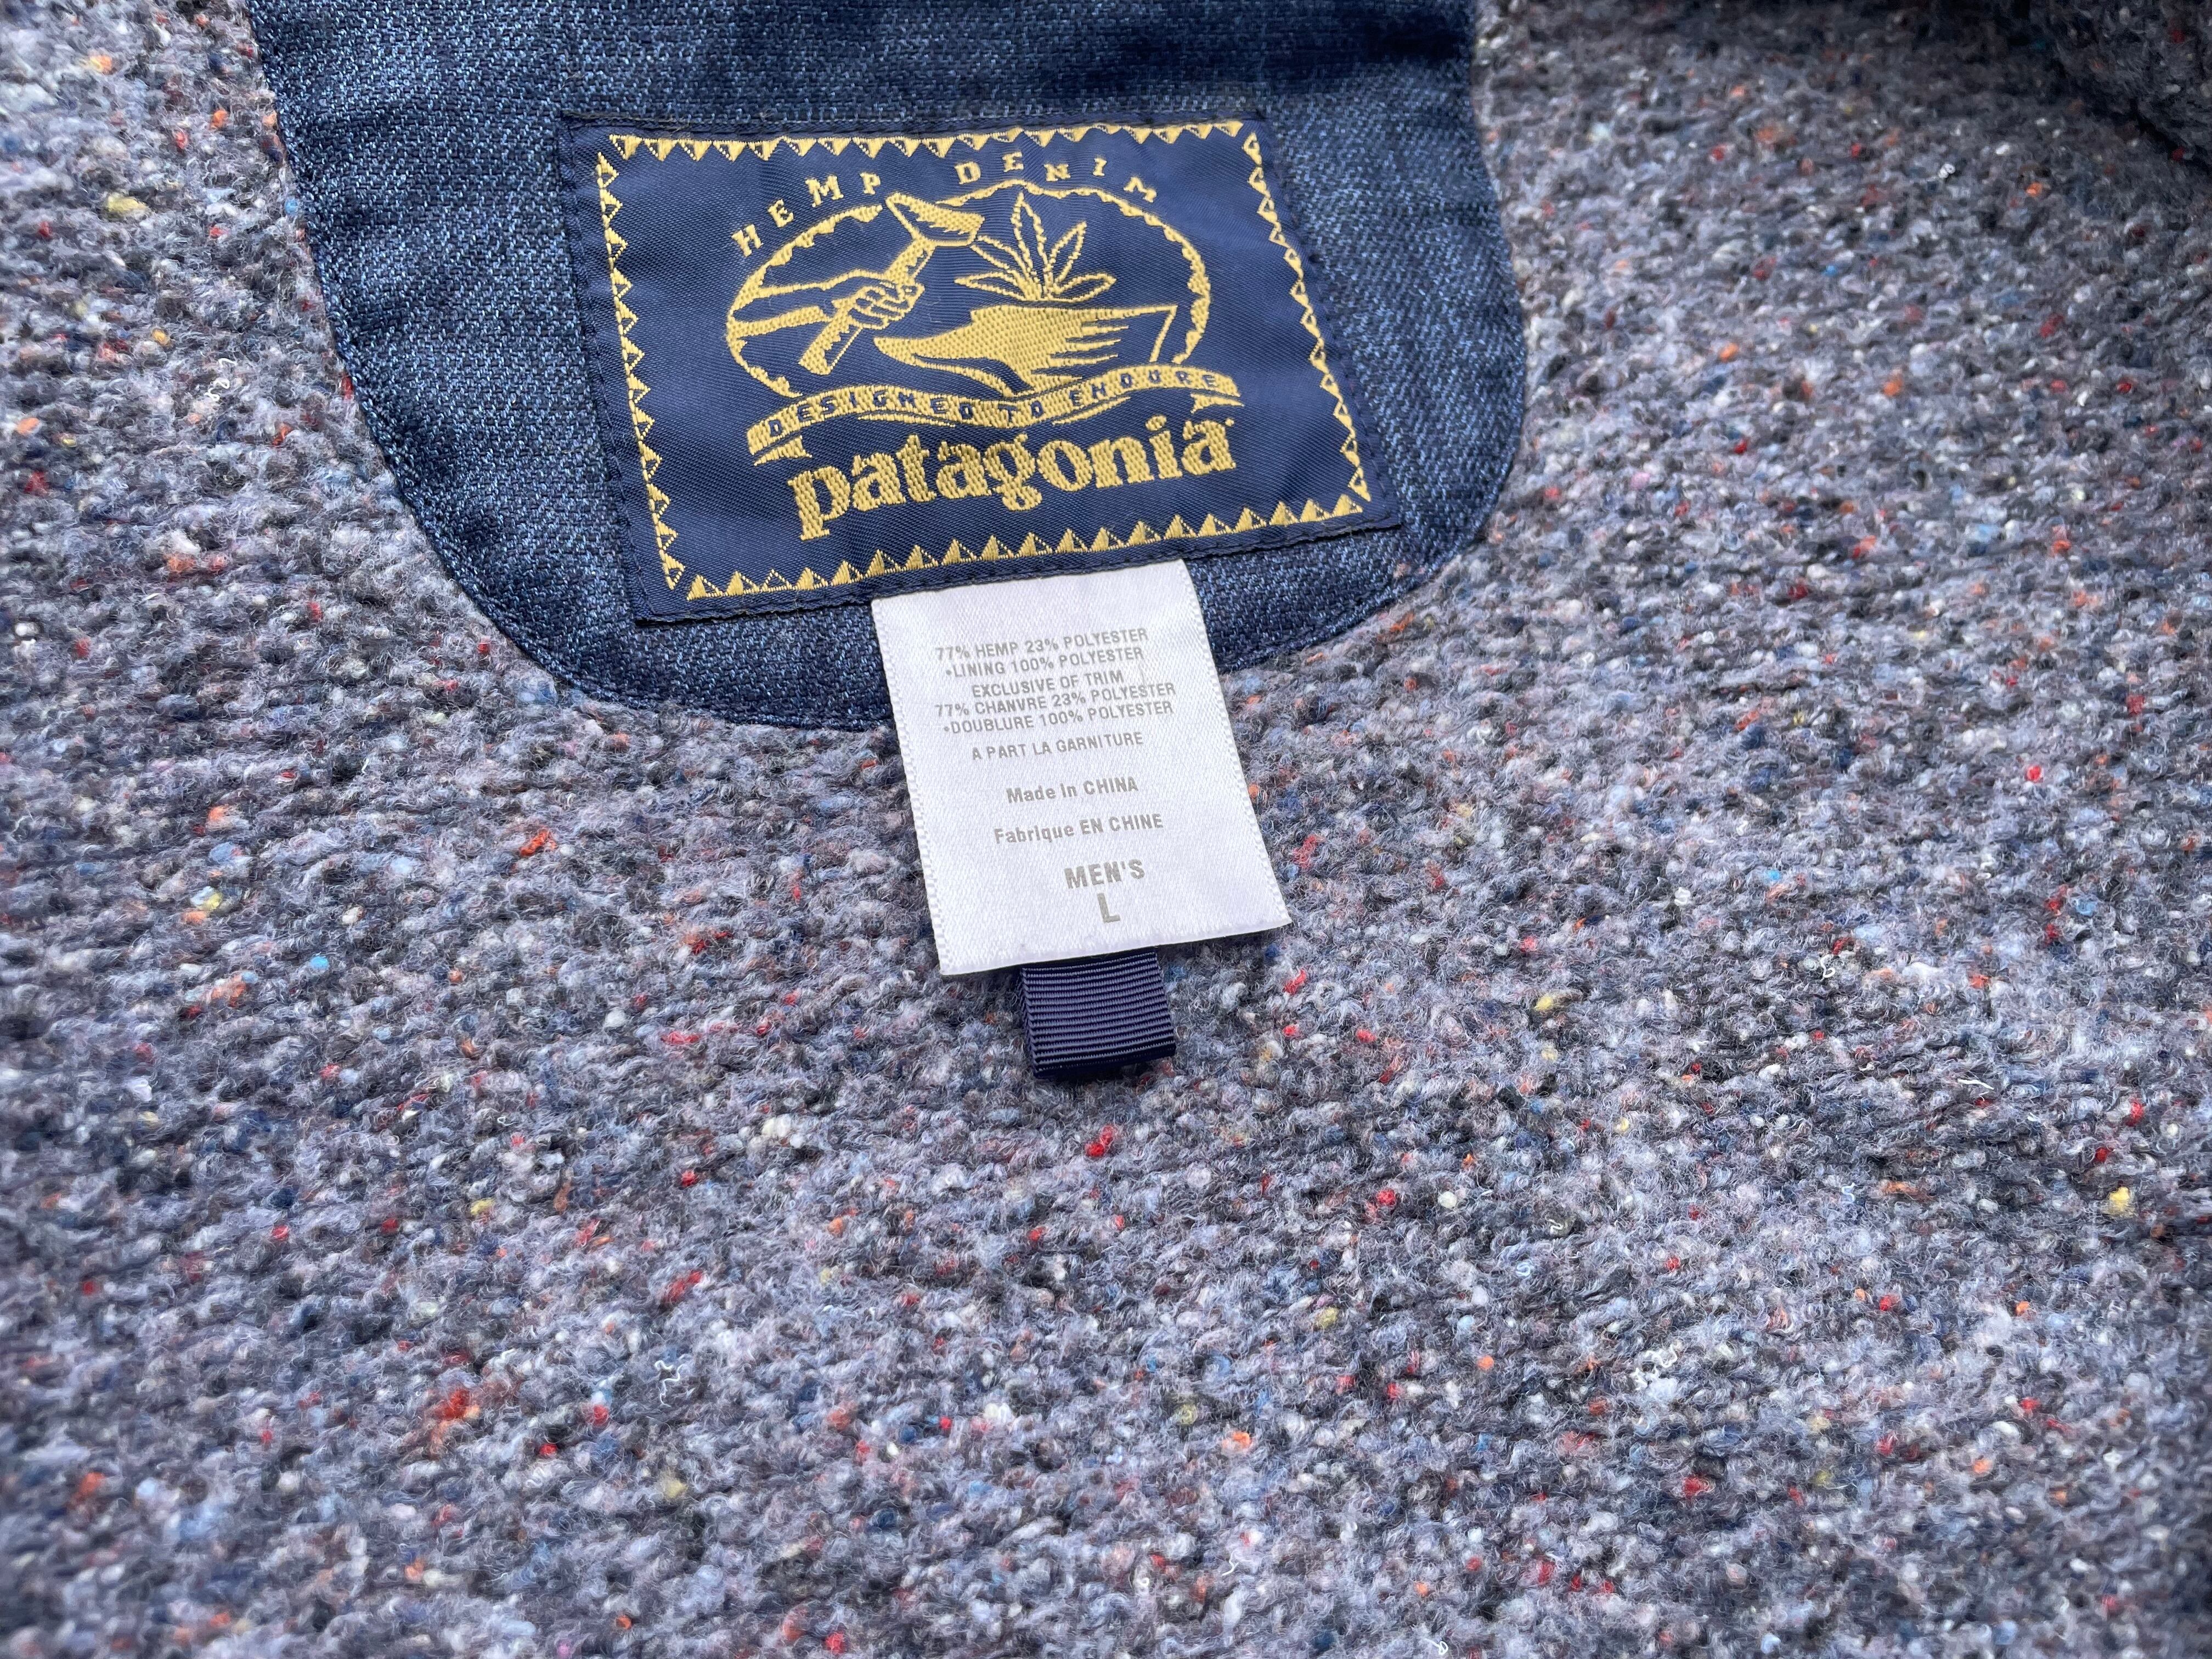 HEMP DENIM
DESIGNED TO ENDURE
patagonia
77% HEMP 23% POLYESTER
•LINING 100% POLYESTER
EXCLUSIVE OF TRIM
77% CHANVRE 23% POLYESTER
•DOUBLURE 100% POLYESTER
A PART LA GARNITURE
Made In CHINA
Fabrique EN CHINE
MEN'S
L